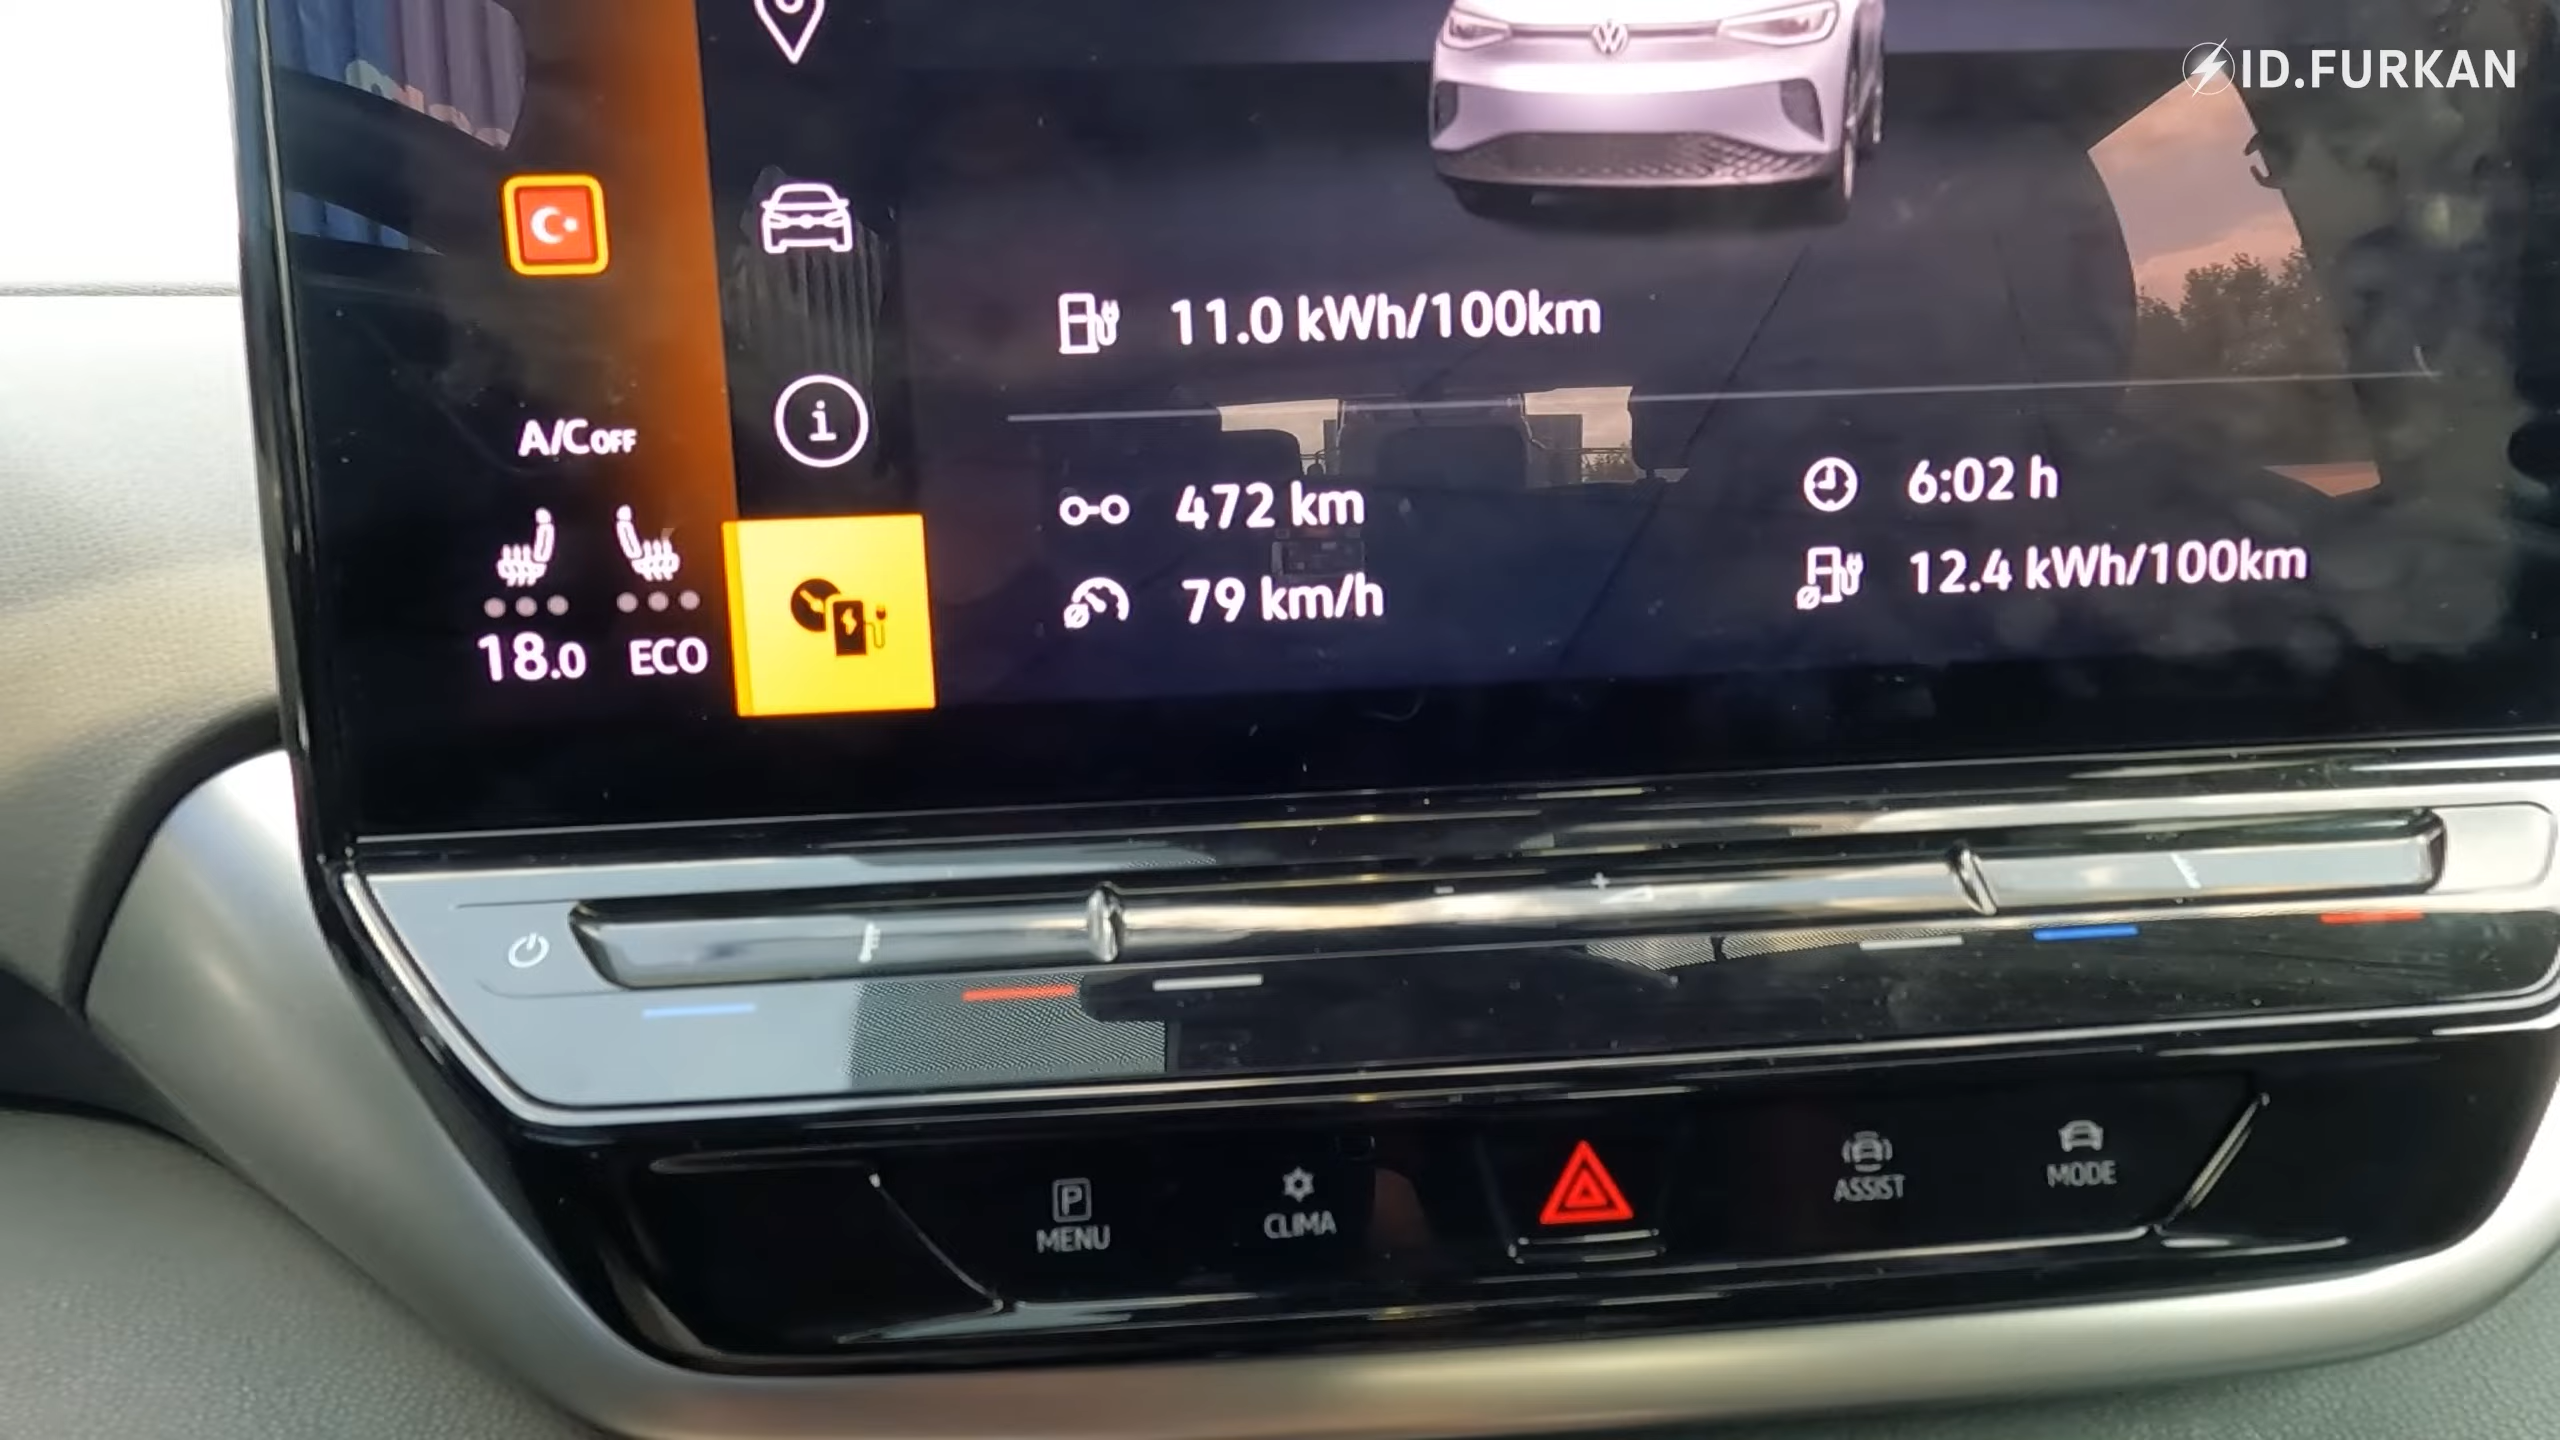 ID.FURKAN
11.0 kWh/100km
A/C OFF
472 km
6:02 h
79 km/h
12.4 kWh/100km
18.0 ECO
P
MENU
CLIMA
ASSIST
MODE